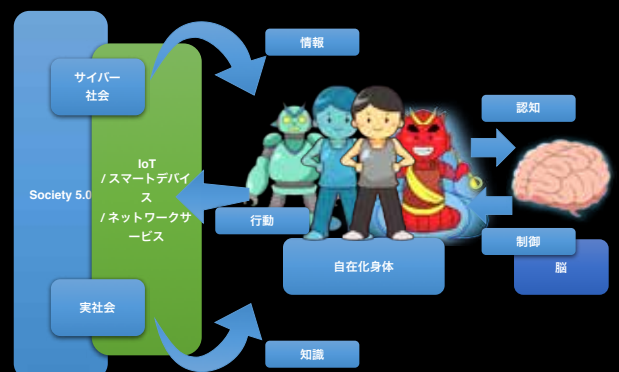 情報
サイバー
社会
認知
IoT
/ スマートデバイ
ス
/ ネットワークサ
ービス
Society 5.0
行動
制御
自在化身体
脳
実社会
知識